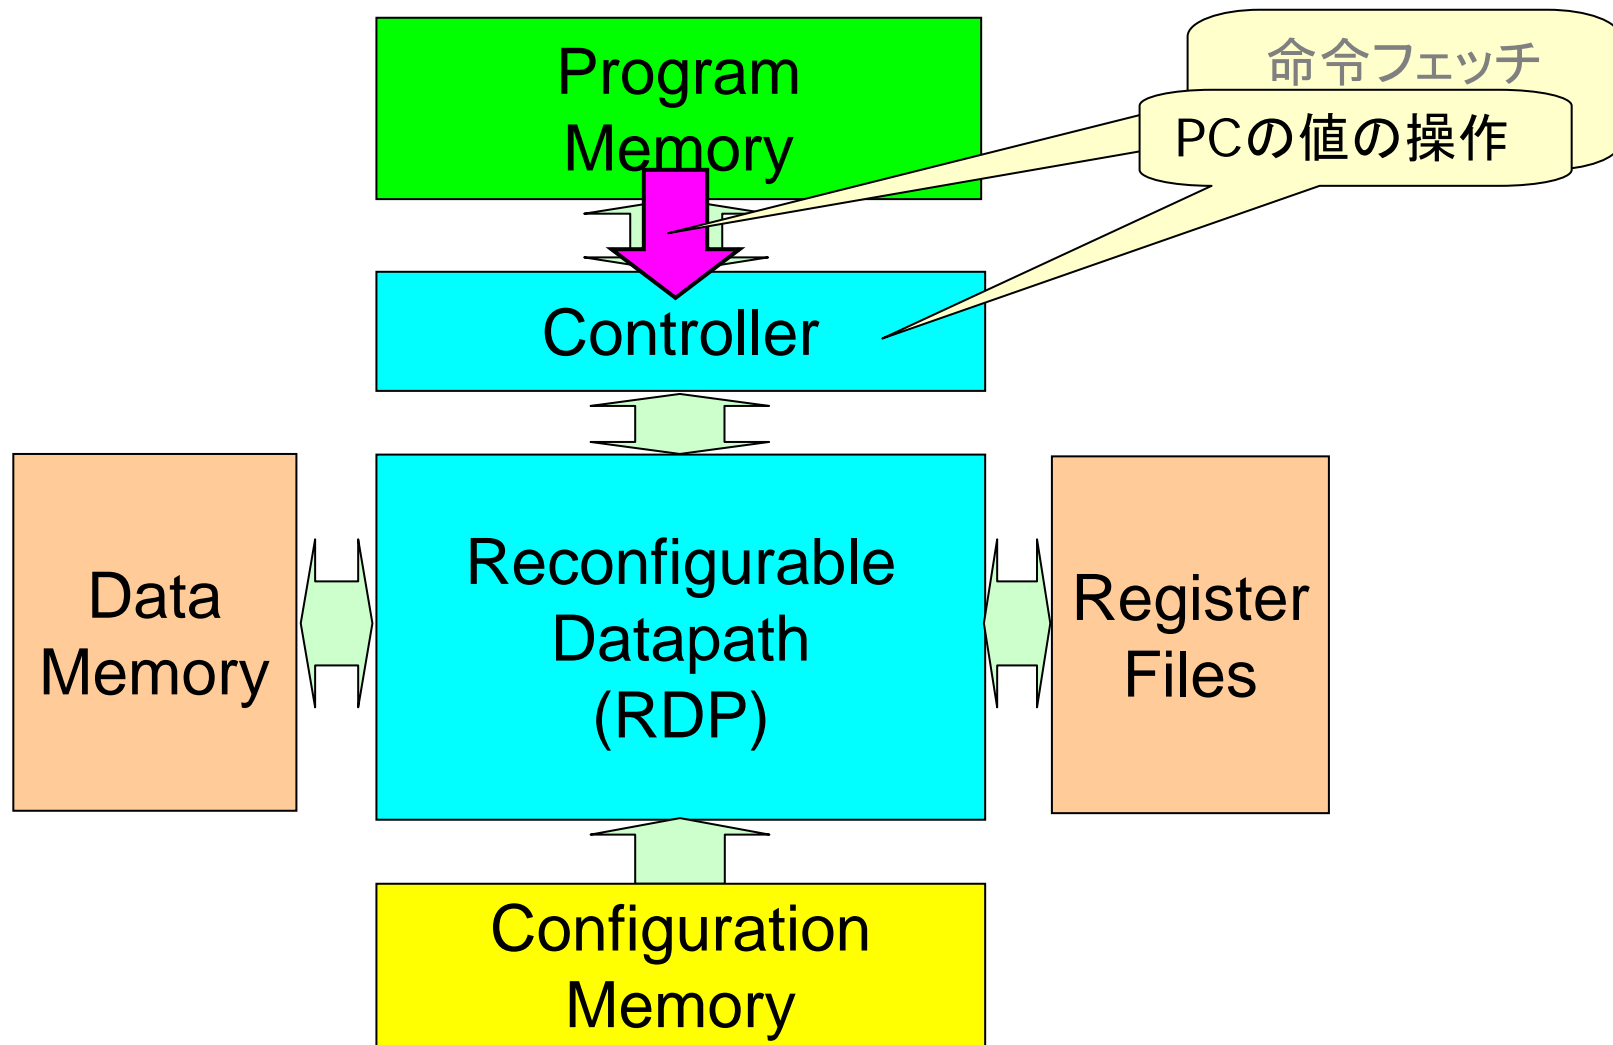 Program
Memory
命令フェッチ
PCの値の操作
Controller
Data
Memory
Reconfigurable
Datapath
(RDP)
Register
Files
Configuration
Memory